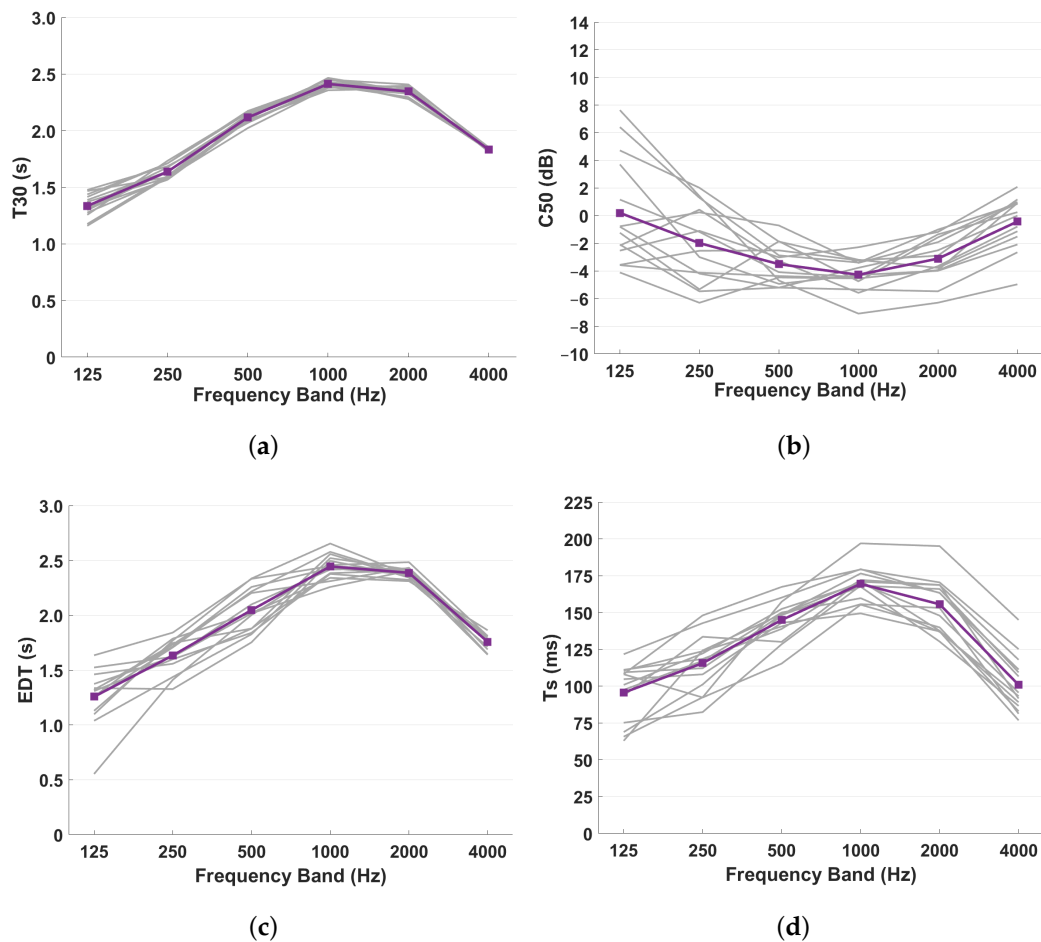 3.0
2.5
2.0
1.5
1.0
0.5
0
T30 (s)
125 250 500 1000 2000 4000
Frequency Band (Hz)
(a)
14
12
10
8
6
4
2
0
−2
−4
−6
−8
−10
C50 (dB)
125 250 500 1000 2000 4000
Frequency Band (Hz)
(b)
3.0
2.5
2.0
1.5
1.0
0.5
0
EDT (s)
125 250 500 1000 2000 4000
Frequency Band (Hz)
(c)
225
200
175
150
125
100
75
50
25
0
Ts (ms)
125 250 500 1000 2000 4000
Frequency Band (Hz)
(d)